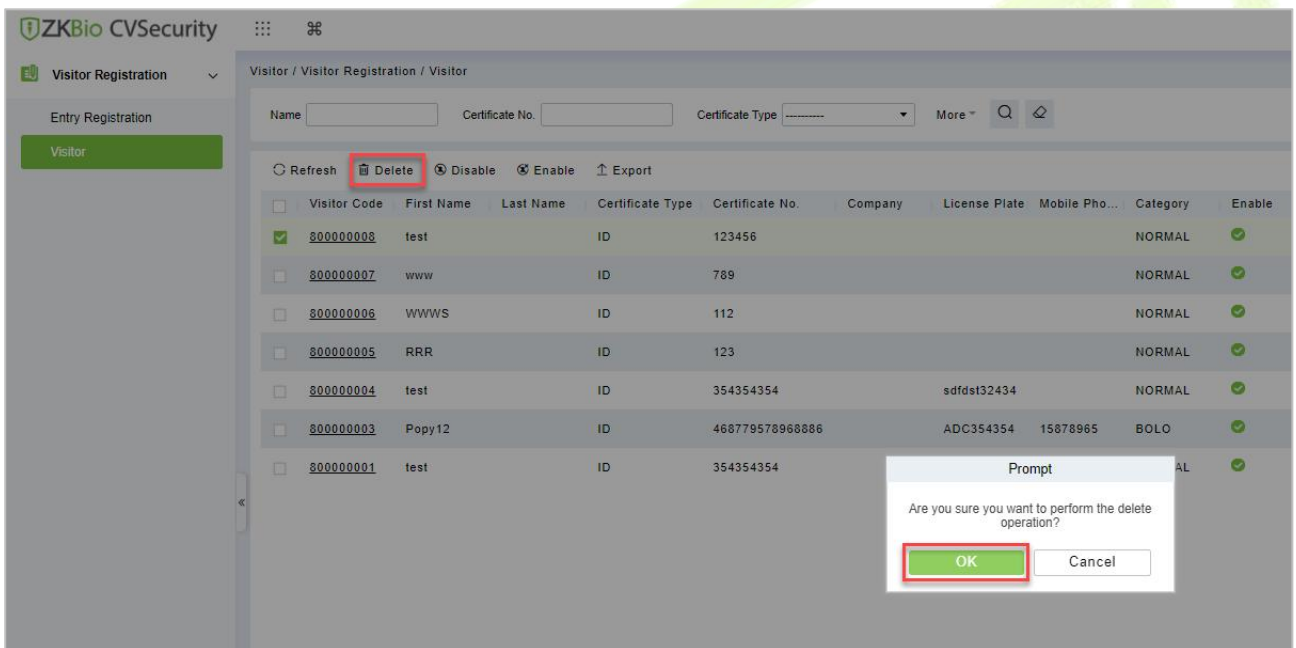 ZKBio CVSecurity
Visitor Registration
Entry Registration
Visitor
Visitor / Visitor Registration / Visitor
Name Certificate No. Certificate Type ---------- More
Refresh Delete Disable Enable Export
Visitor Code First Name Last Name Certificate Type Certificate No. Company License Plate Mobile Pho... Category Enable
800000008 test ID 123456 NORMAL
800000007 www ID 789 NORMAL
800000006 WWWS ID 112 NORMAL
800000005 RRR ID 123 NORMAL
800000004 test ID 354354354 sdfdst32434 NORMAL
800000003 Popy12 ID 468779578968886 ADC354354 15878965 BOLO
800000001 test ID 354354354 AL
Prompt
Are you sure you want to perform the delete
operation?
OK Cancel